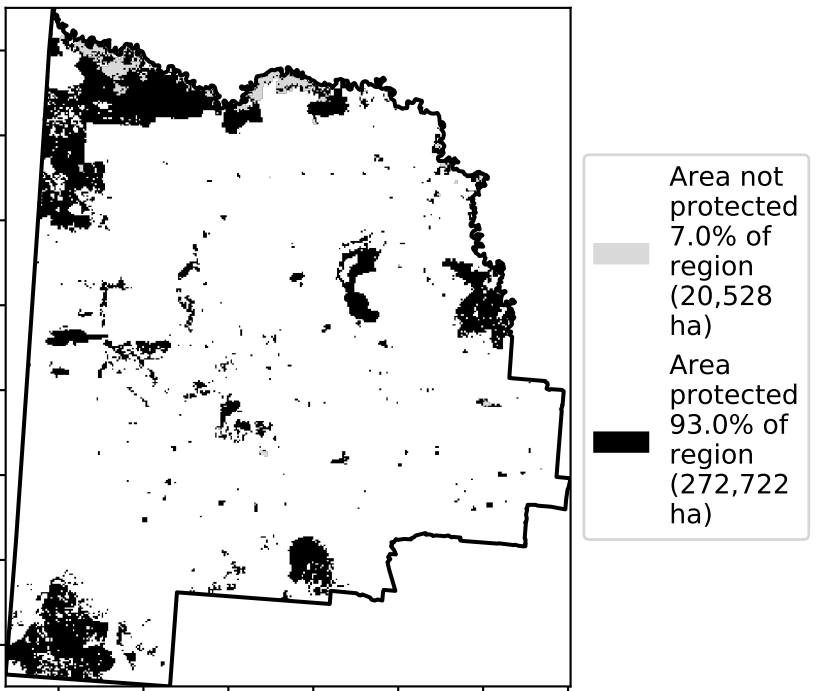 Area not
protected
7.0% of
region
(20,528
ha)
Area
protected
93.0% of
region
(272,722
ha)